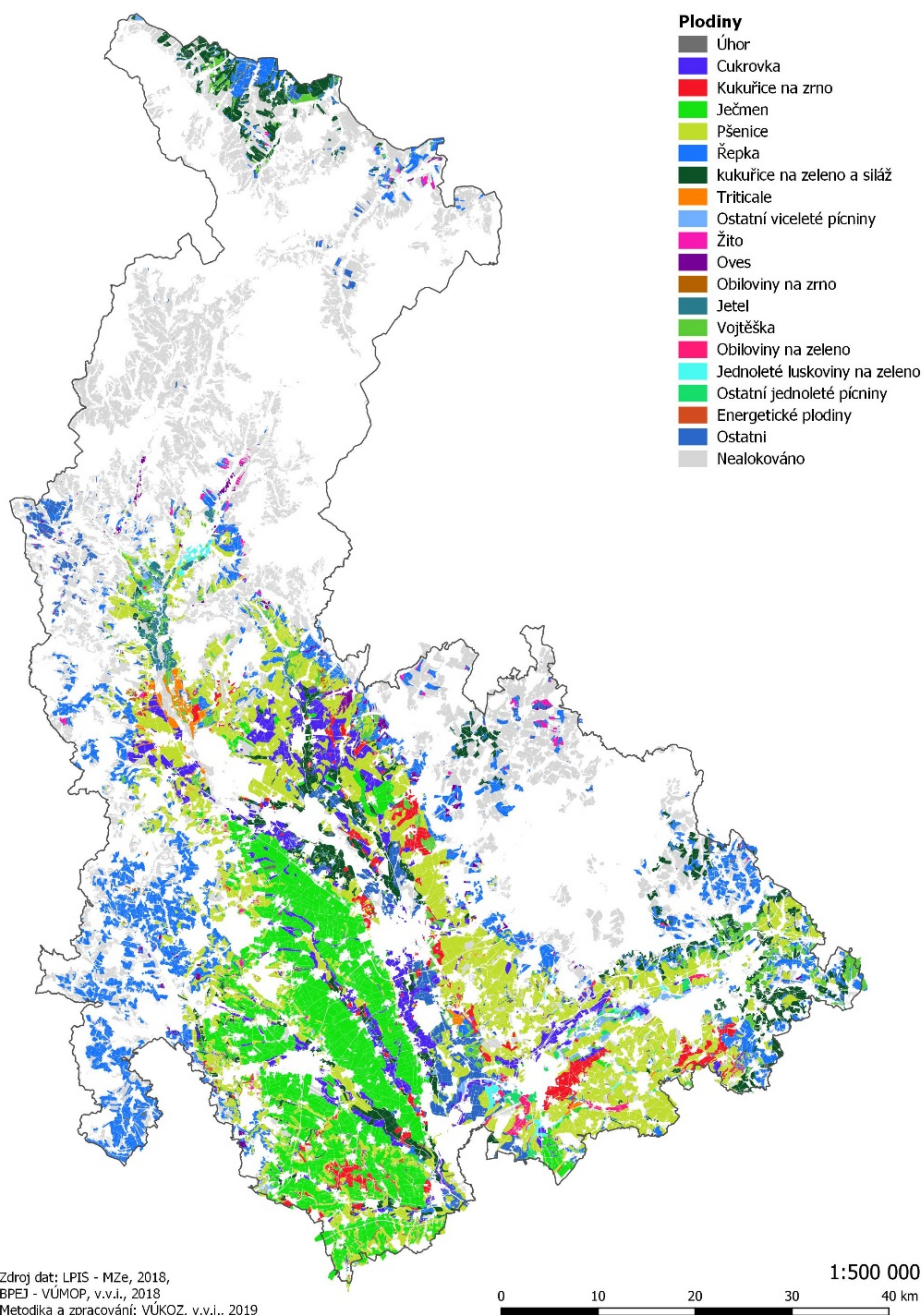 Plodiny
Úhor
Cukrovka
Kukuřice na zrno
Ječmen
Pšenice
Řepka
kukuřice na zeleno a siláž
Triticale
Ostatní viceleté pícniny
Žito
Oves
Obiloviny na zrno
Jetel
Vojtěška
Obiloviny na zeleno
Jednoleté luskoviny na zeleno
Ostatní jednoleté pícniny
Energetické plodiny
Ostatni
Nealokováno
Zdroj dat: LPIS - MZe, 2018,
BPEJ - VÚMOP, v.v.i., 2018
Metodika a zpracování: VÚKOZ, v.v.i., 2019
1:500 000
0 10 20 30 40 km